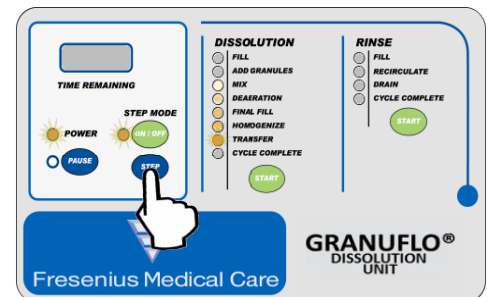 TIME REMAINING
STEP MODE
POWER
ON / OFF
PAUSE
STEP
DISSOLUTION
FILL
ADD GRANULES
MIX
DEAERATION
FINAL FILL
HOMOGENIZE
TRANSFER
CYCLE COMPLETE
START
RINSE
FILL
RECIRCULATE
DRAIN
CYCLE COMPLETE
START
Fresenius Medical Care
GRANUFLO®
DISSOLUTION
UNIT